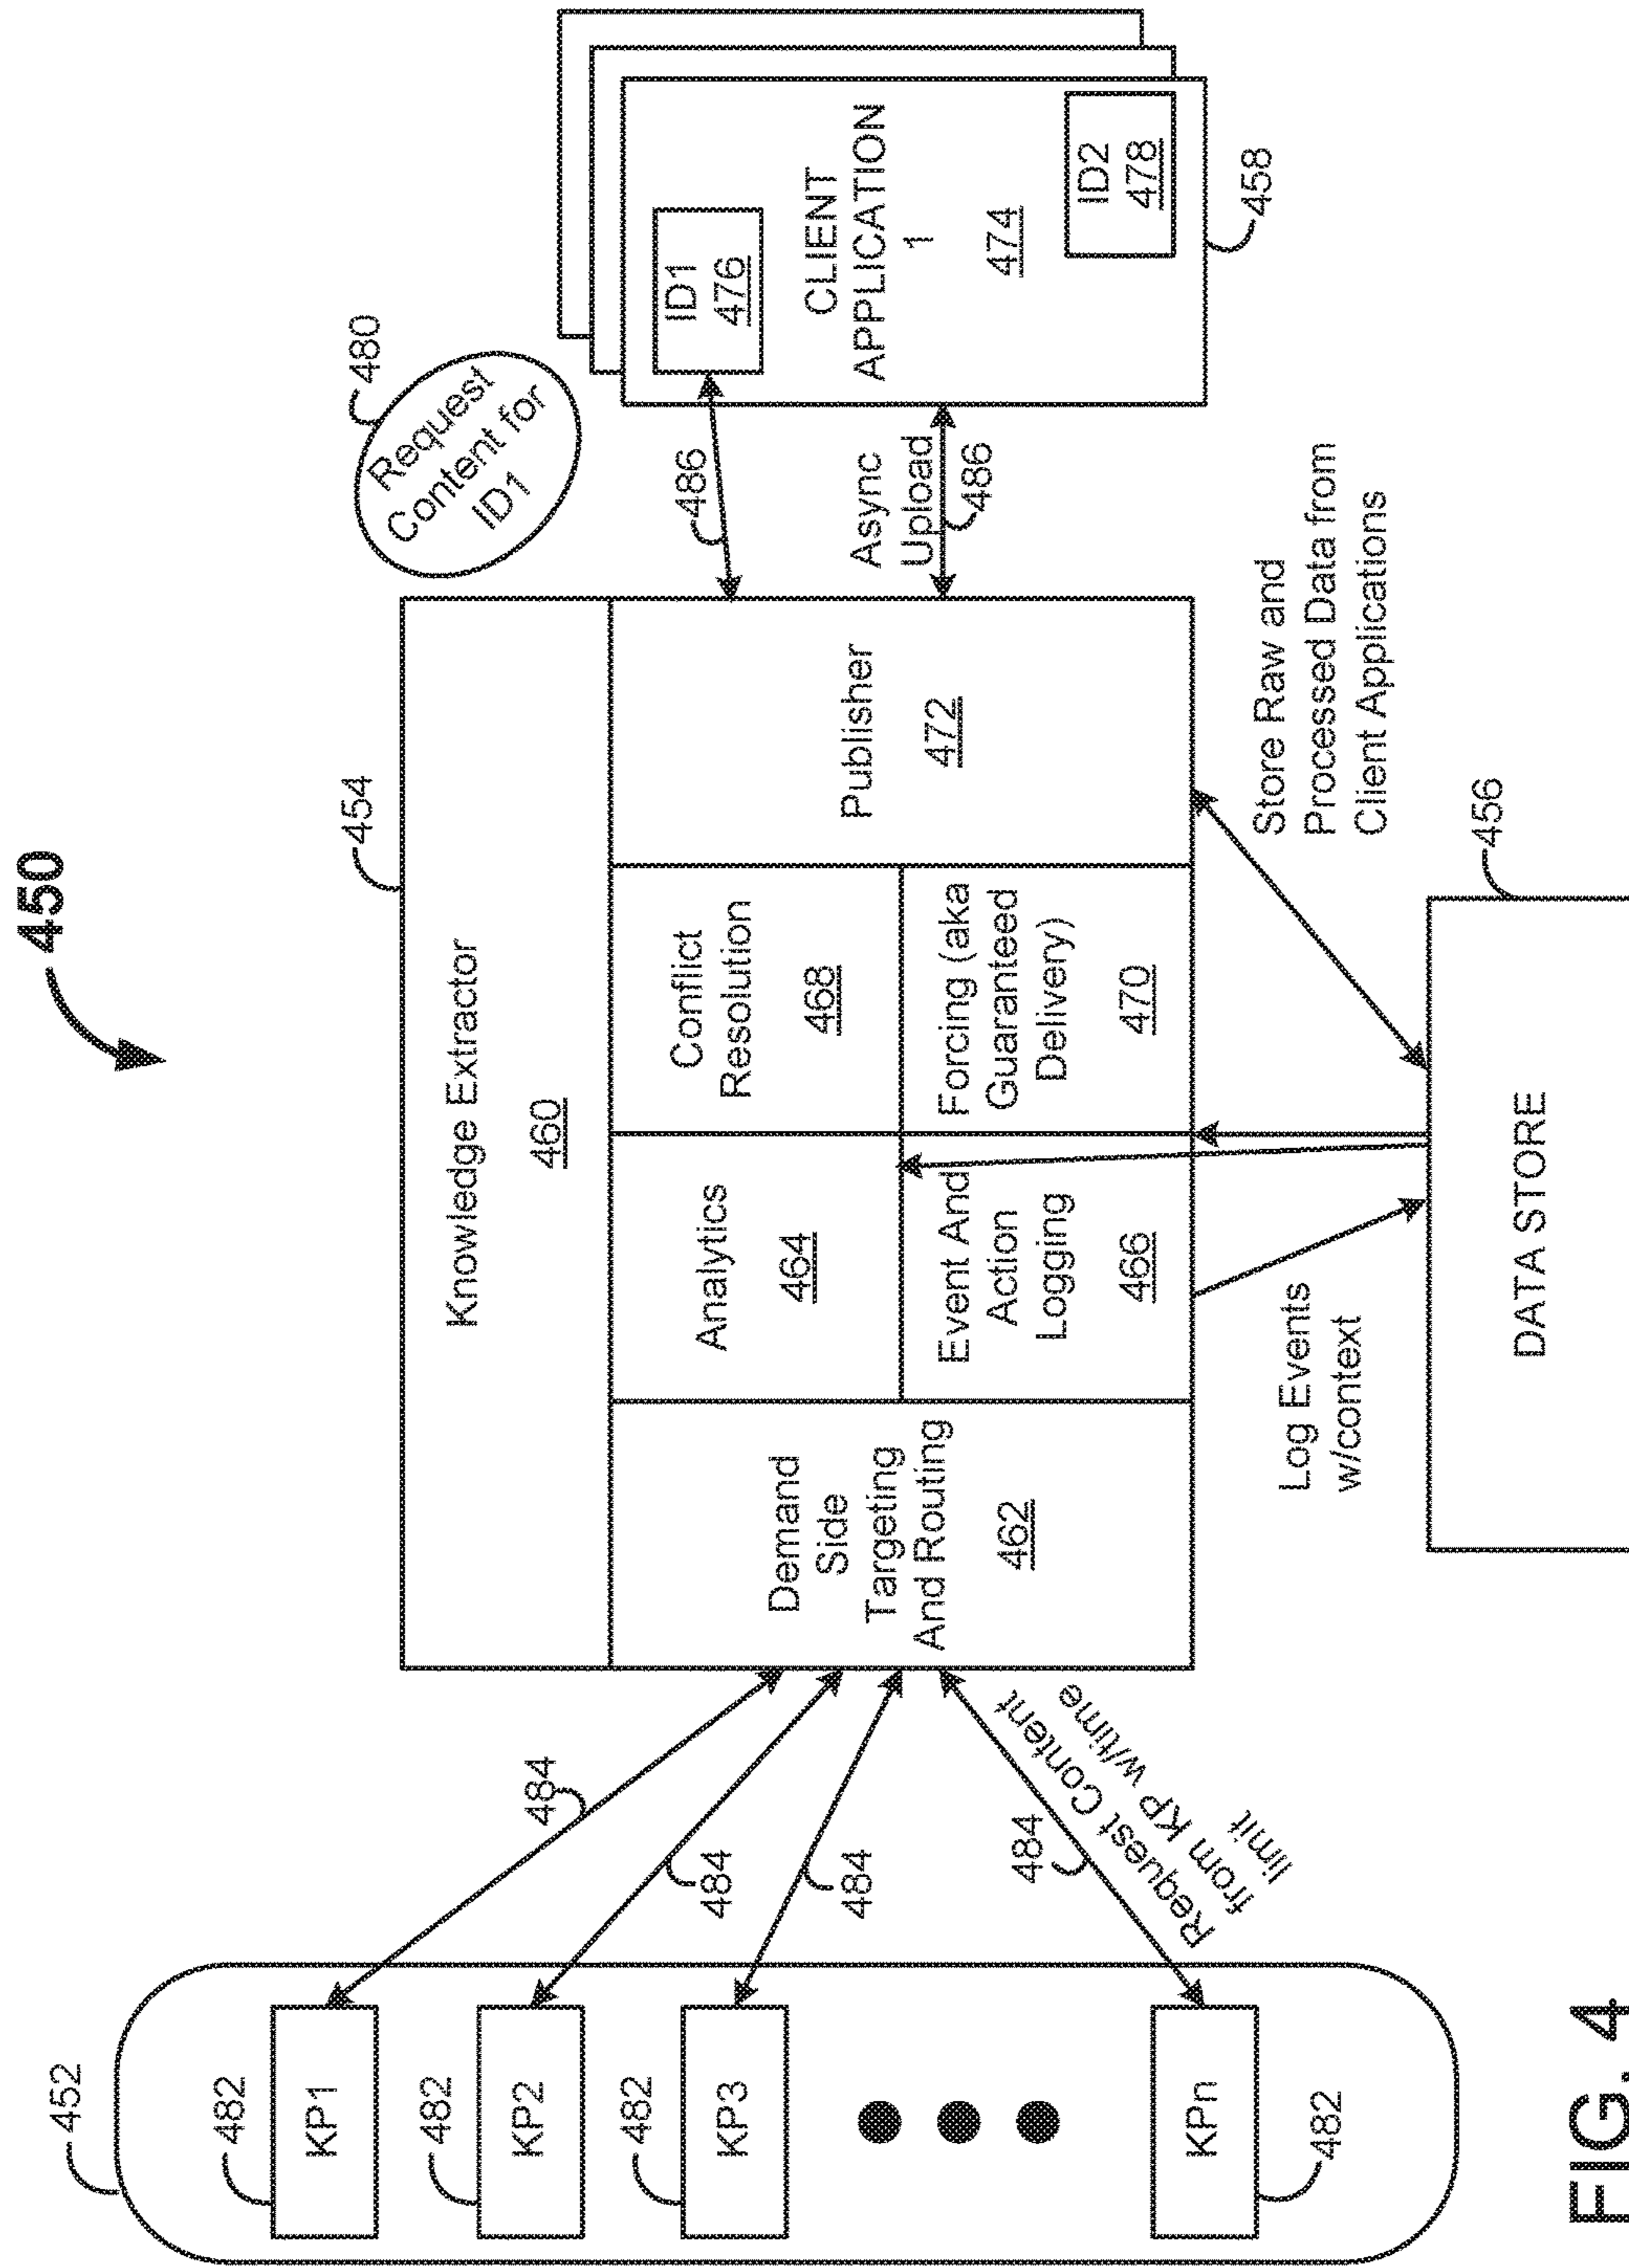 450
452
482
KP1
482
KP2
482
KP3
KPn
482
484
484
484
484
Request Content
from KP w/time
limit
454
Knowledge Extractor
460
Demand
Side
Targeting
And Routing
462
Analytics
464
Event And
Action
Logging
466
Conflict
Resolution
468
Forcing (aka
Guaranteed
Delivery)
470
Publisher
472
480
Request
Content for
ID1
486
Async
Upload
486
ID1
476
CLIENT
APPLICATION
1
474
ID2
478
458
Log Events
w/context
Store Raw and
Processed Data from
Client Applications
456
DATA STORE
FIG. 4